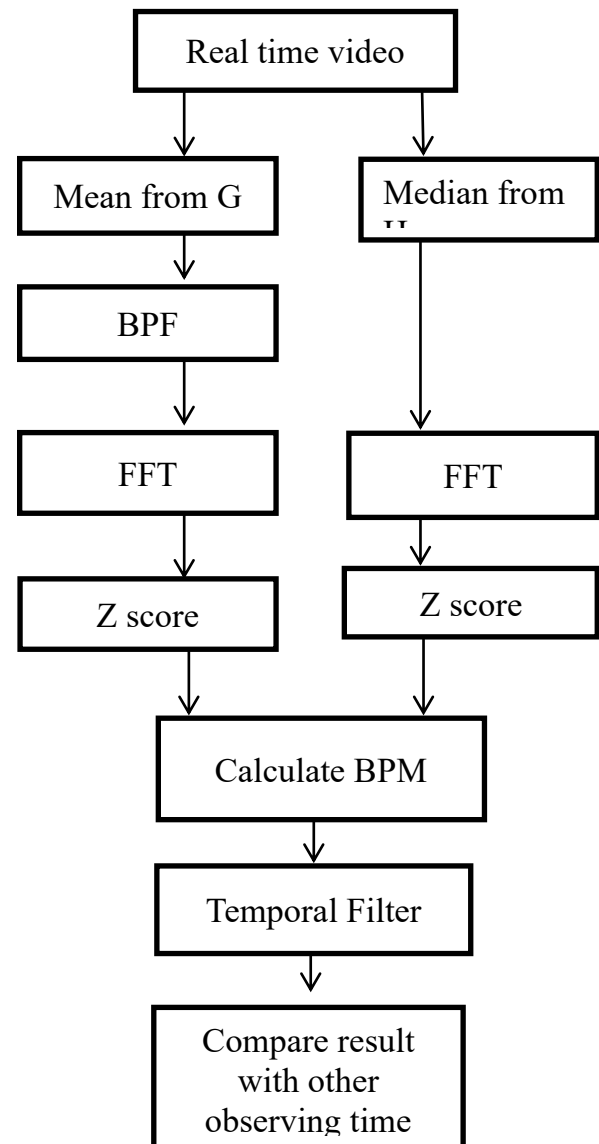 Real time video
Mean from G
Median from
BPF
FFT
FFT
Z score
Z score
Calculate BPM
Temporal Filter
Compare result
with other
observing time